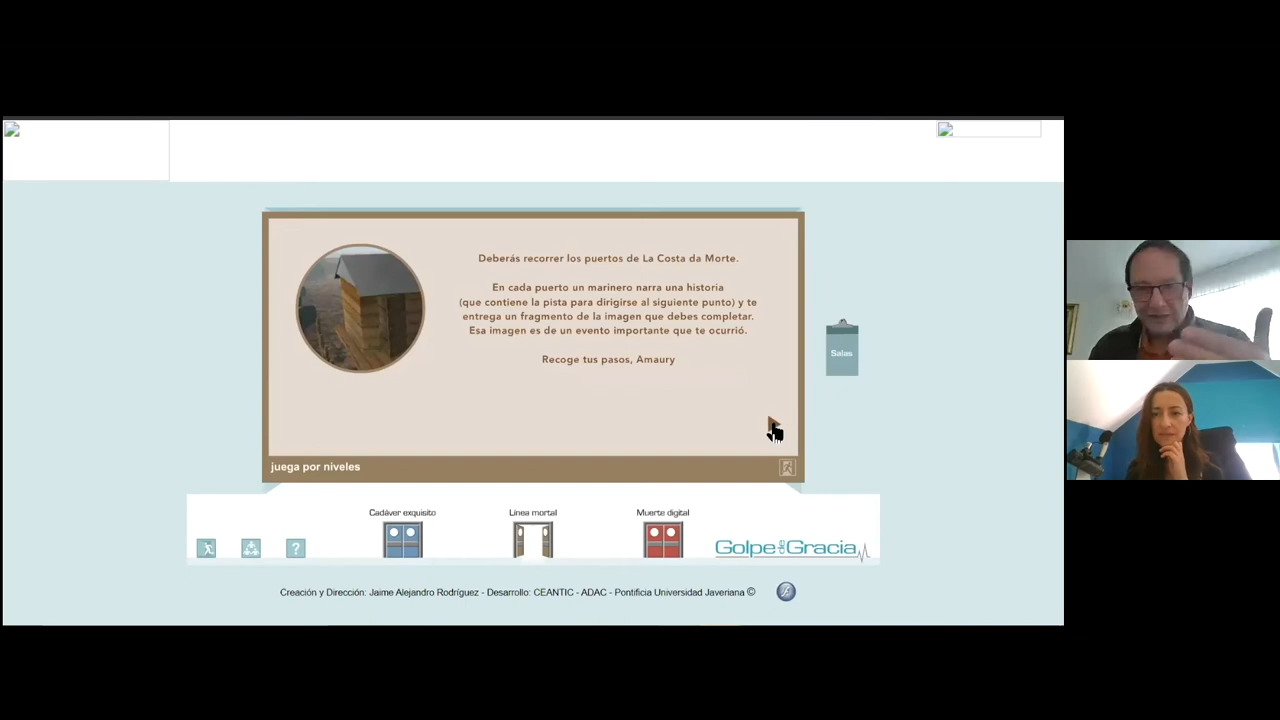 Deberás recorrer los puertos de La Costa da Morte.
En cada puerto un marinero narra una historia
(que contiene la pista para dirigirse al siguiente punto) y te
entrega un fragmento de la imagen que debes completar.
Esa imagen es de un evento importante que te ocurrió.
Recoge tus pasos, Amaury
Salas
juega por niveles
Cadáver exquisito
Línea mortal
Muerte digital
?
Golpe de Gracia
Creación y Dirección: Jaime Alejandro Rodríguez - Desarrollo: CEANTIC - ADAC - Pontificia Universidad Javeriana ©